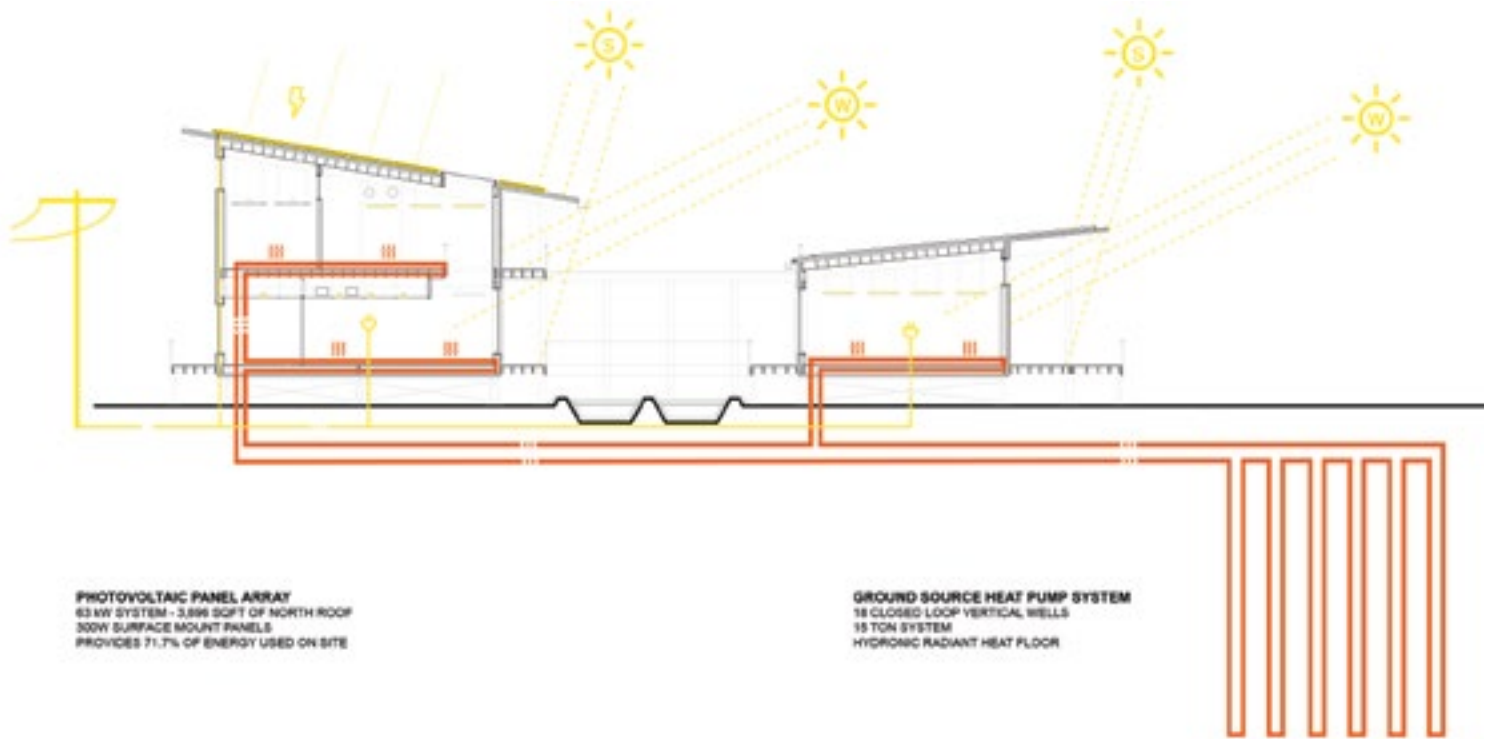 S
W
S
W
PHOTOVOLTAIC PANEL ARRAY
63 kW SYSTEM - 3,896 SQFT OF NORTH ROOF
300W SURFACE MOUNT PANELS
PROVIDES 71.7% OF ENERGY USED ON SITE
GROUND SOURCE HEAT PUMP SYSTEM
18 CLOSED LOOP VERTICAL WELLS
15 TON SYSTEM
HYDRONIC RADIANT HEAT FLOOR